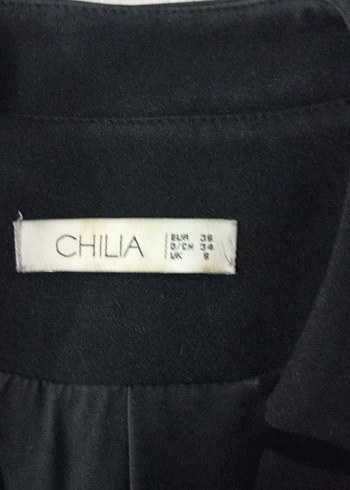 CHILIA
EUR 36
D/CH 34
UK 8